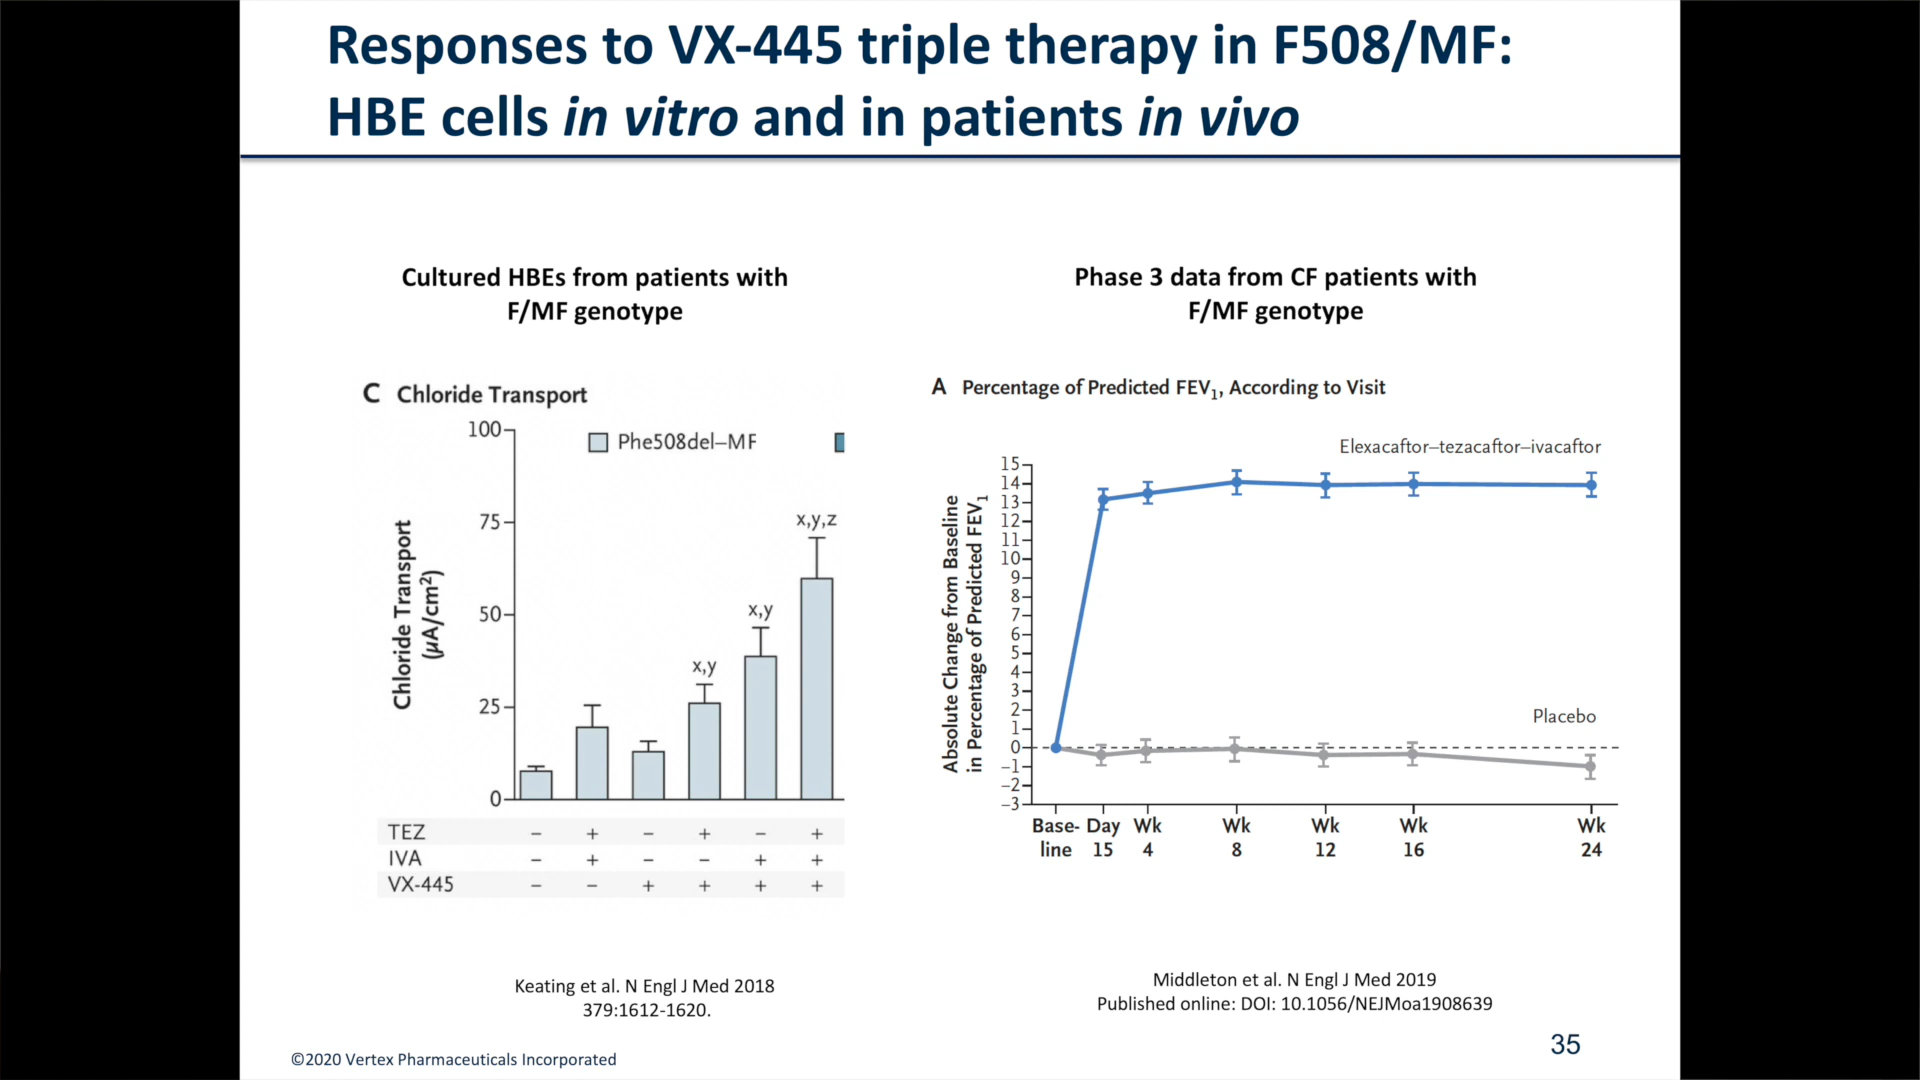 Responses to VX-445 triple therapy in F508/MF:
HBE cells in vitro and in patients in vivo
Cultured HBEs from patients with
F/MF genotype
C Chloride Transport
Chloride Transport
(µA/cm²)
100
75
50
25
0
Phe508del–MF
x,y
x,y
x,y,z
TEZ – + – + – +
IVA – + – – + +
VX-445 – – + + + +
Keating et al. N Engl J Med 2018
379:1612-1620.
Phase 3 data from CF patients with
F/MF genotype
A Percentage of Predicted FEV₁, According to Visit
Absolute Change from Baseline
in Percentage of Predicted FEV₁
15
14
13
12
11
10
9
8
7
6
5
4
3
2
1
0
–1
–2
–3
Elexacaftor–tezacaftor–ivacaftor
Placebo
Base- Day Wk Wk Wk Wk Wk
line 15 4 8 12 16 24
Middleton et al. N Engl J Med 2019
Published online: DOI: 10.1056/NEJMoa1908639
35
©2020 Vertex Pharmaceuticals Incorporated